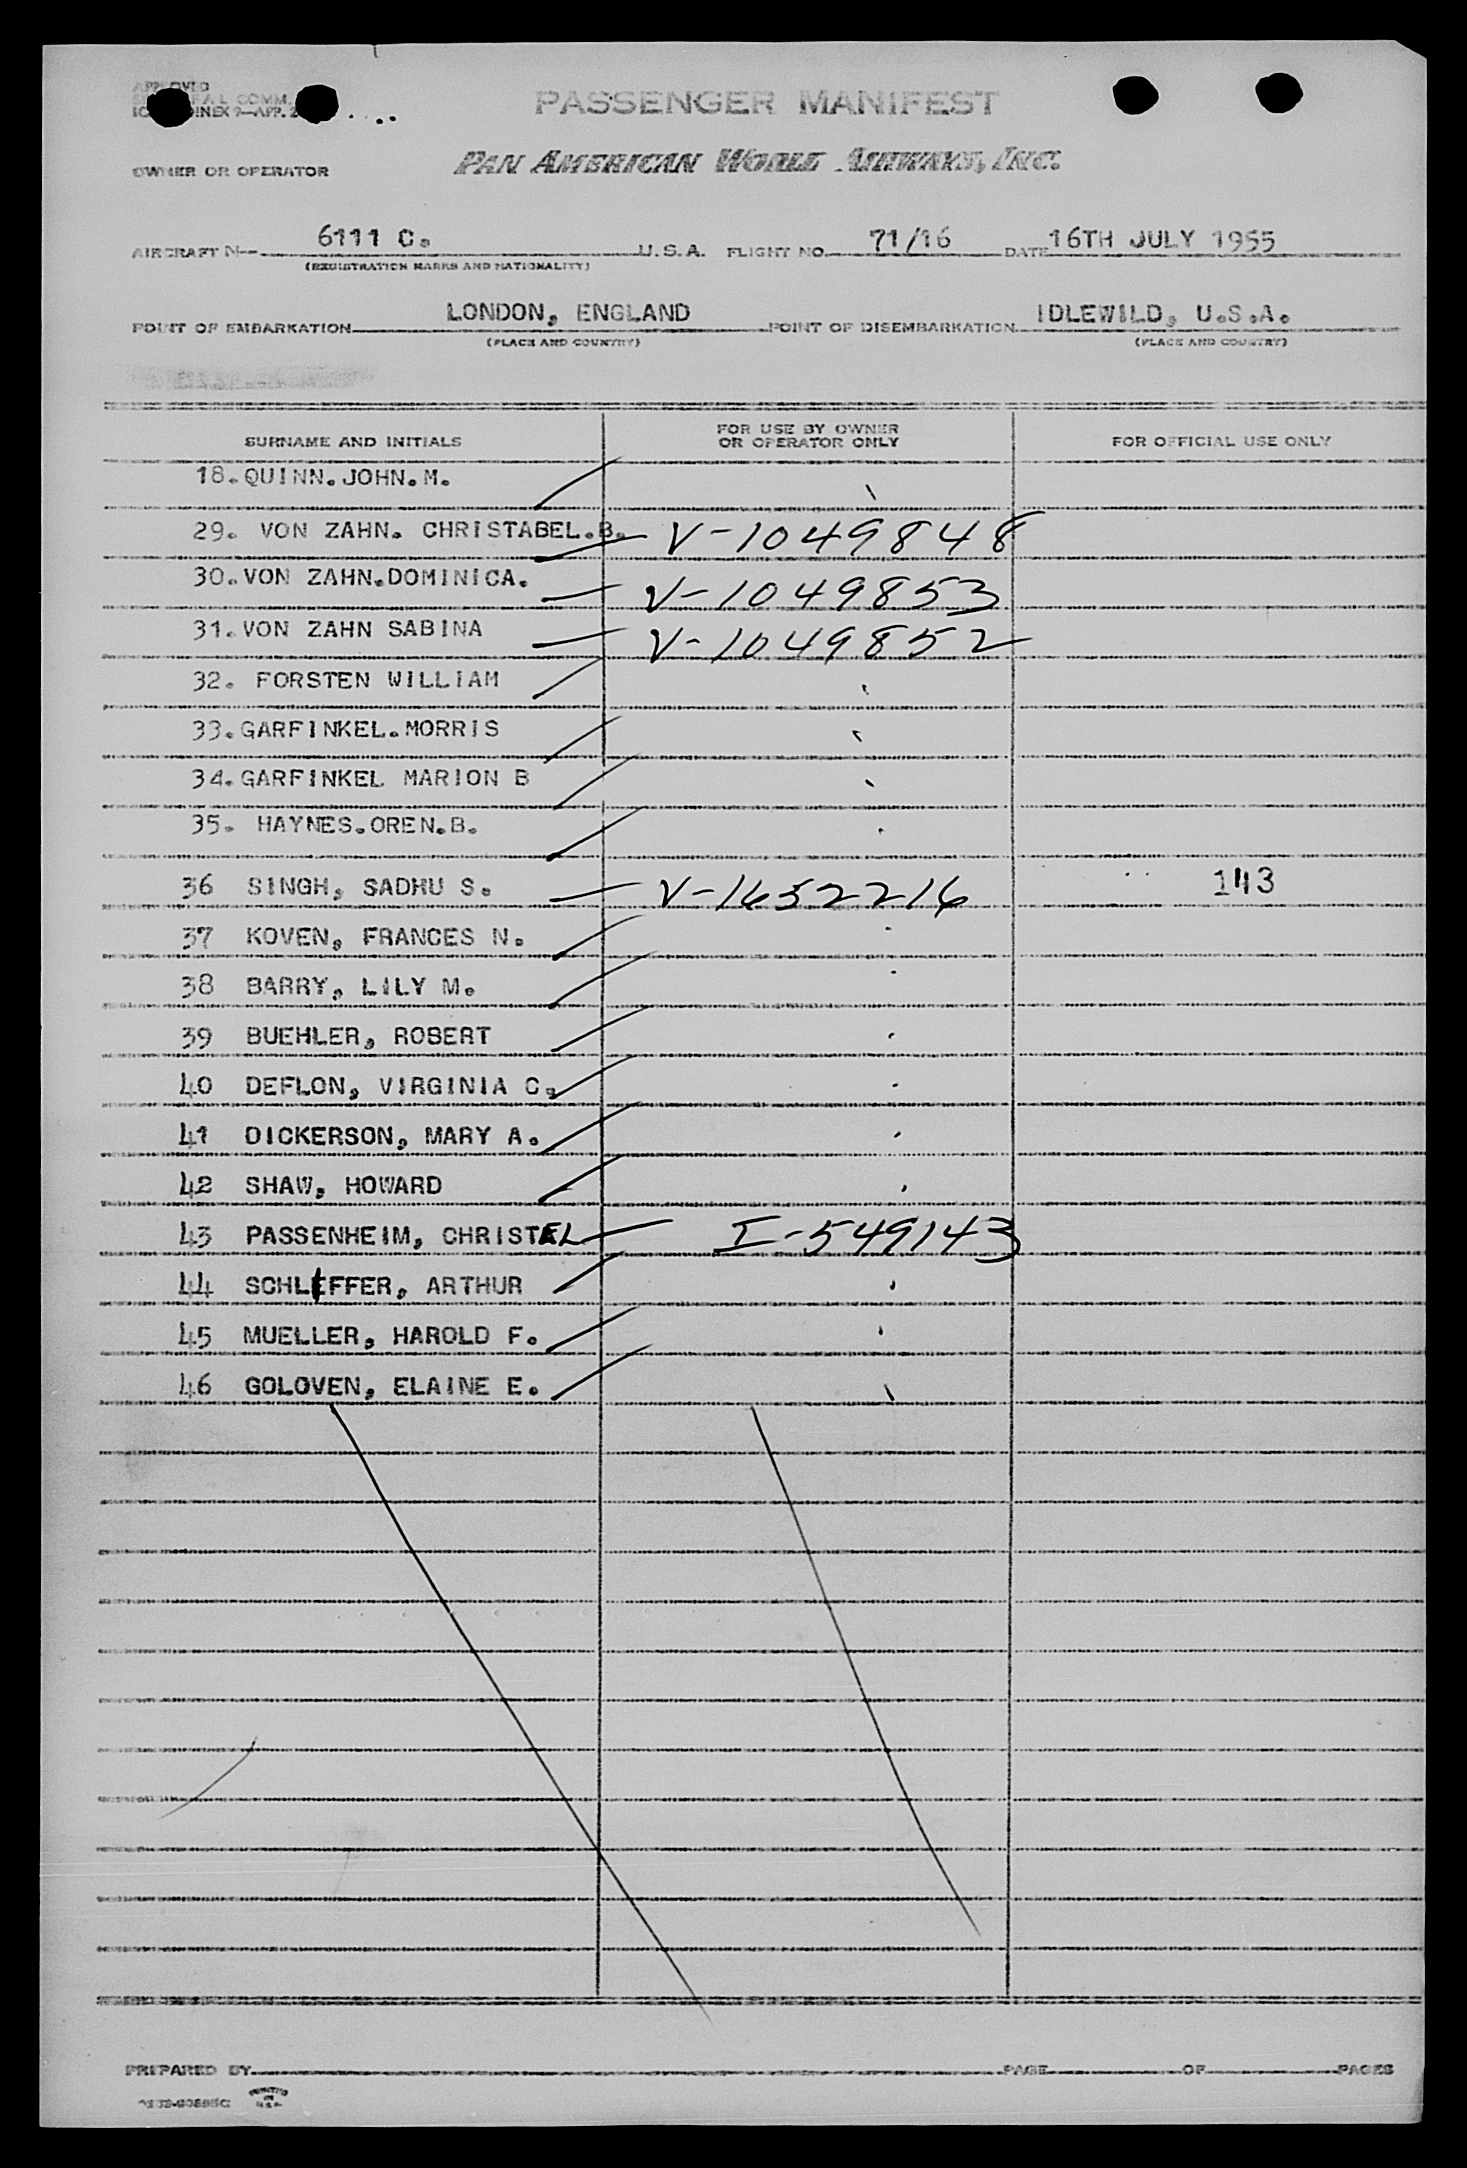 APPROVED
PASSENGER MANIFEST
OWNER OR OPERATOR PAN AMERICAN WORLD AIRWAYS, INC.
AIRCRAFT N— 6111 C. U.S.A. FLIGHT NO. 71/16 DATE 16TH JULY 1955
(REGISTRATION MARKS AND NATIONALITY)
POINT OF EMBARKATION LONDON, ENGLAND POINT OF DISEMBARKATION IDLEWILD, U.S.A.
(PLACE AND COUNTRY) (PLACE AND COUNTRY)
SURNAME AND INITIALS FOR USE BY OWNER OR OPERATOR ONLY FOR OFFICIAL USE ONLY
18.QUINN.JOHN.M.
29. VON ZAHN. CHRISTABEL.B. V-1049848
30.VON ZAHN.DOMINICA. V-1049853
31.VON ZAHN SABINA V-1049852
32. FORSTEN WILLIAM
33.GARFINKEL.MORRIS
34.GARFINKEL MARION B
35. HAYNES.OREN.B.
36 SINGH, SADHU S. V-1652216 143
37 KOVEN, FRANCES N.
38 BARRY, LILY M.
39 BUEHLER, ROBERT
40 DEFLON, VIRGINIA C.
41 DICKERSON, MARY A.
42 SHAW, HOWARD
43 PASSENHEIM, CHRISTEL I-549143
44 SCHLEFFER, ARTHUR
45 MUELLER, HAROLD F.
46 GOLOVEN, ELAINE E.
PREPARED BY PAGE OF PAGES
PRINTED IN U.S.A.